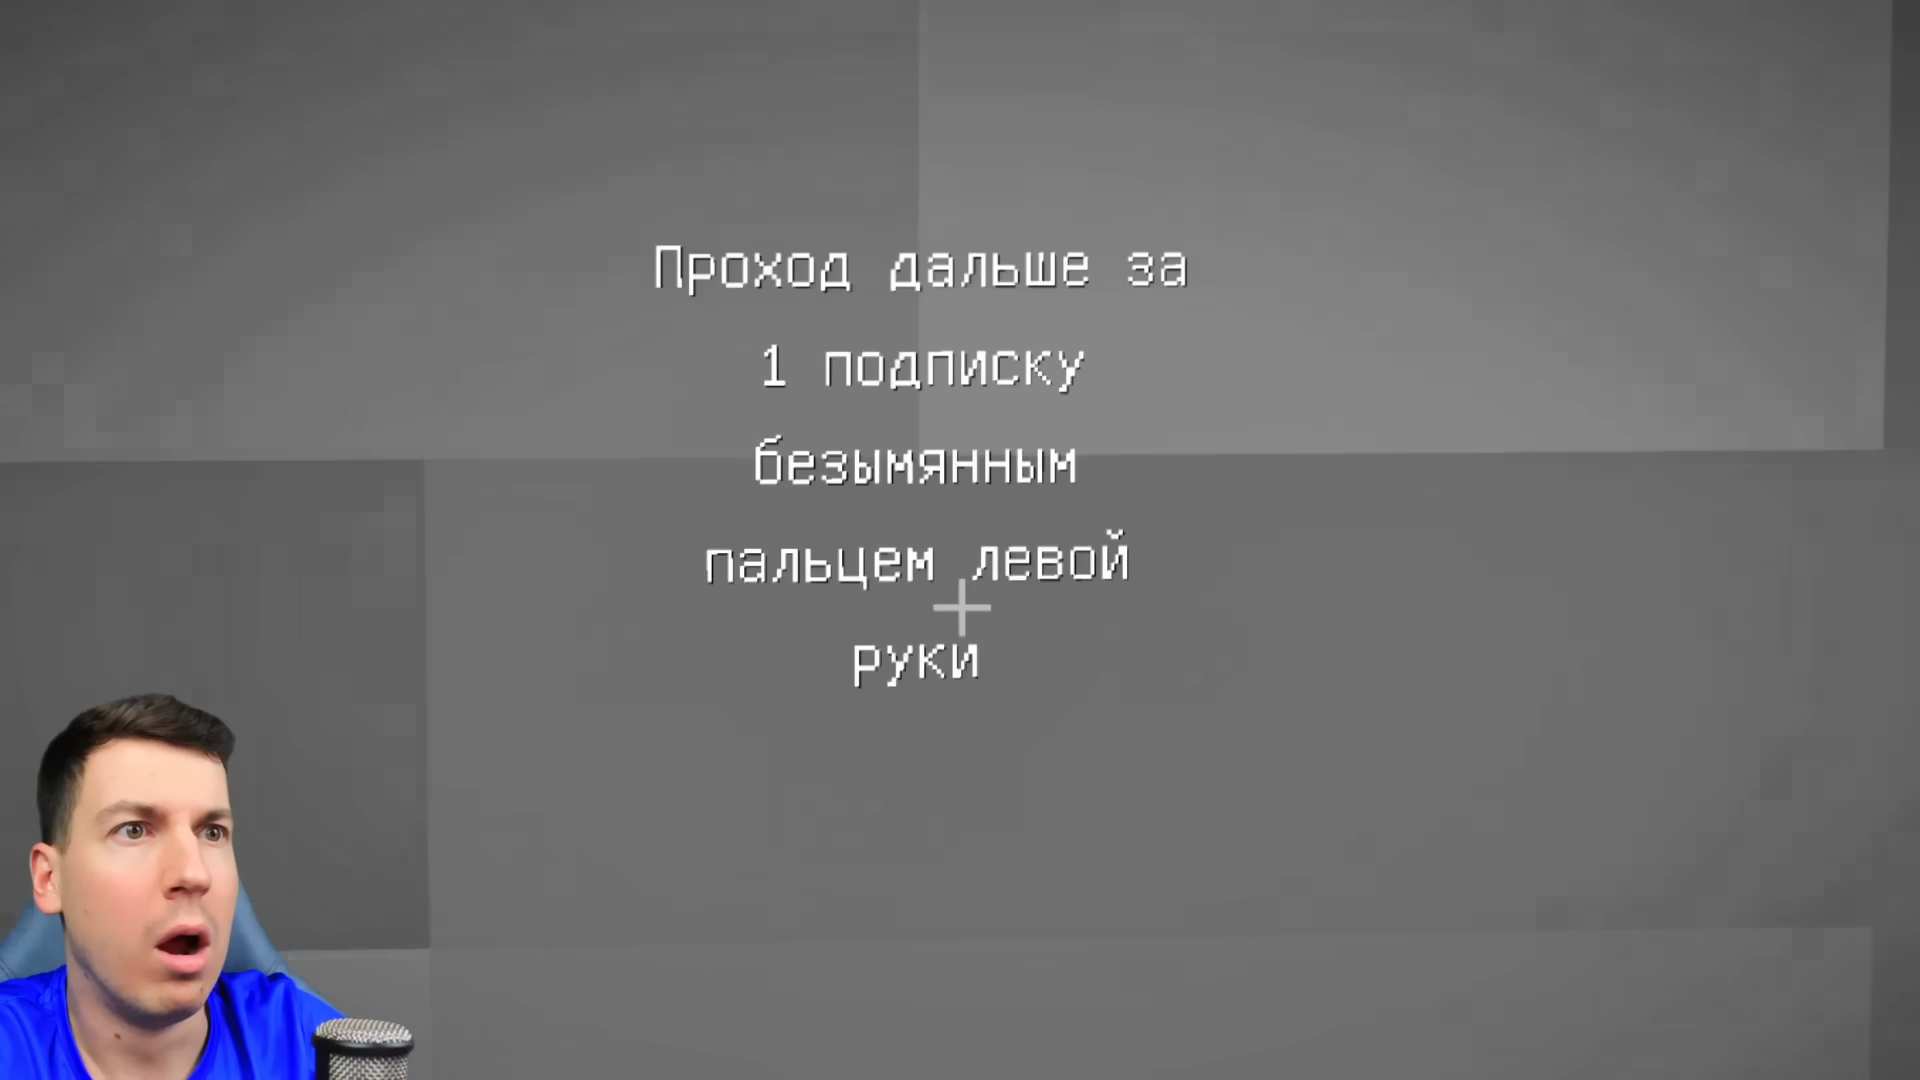 Проход дальше за
1 подписку
безымянным
пальцем левой
руки